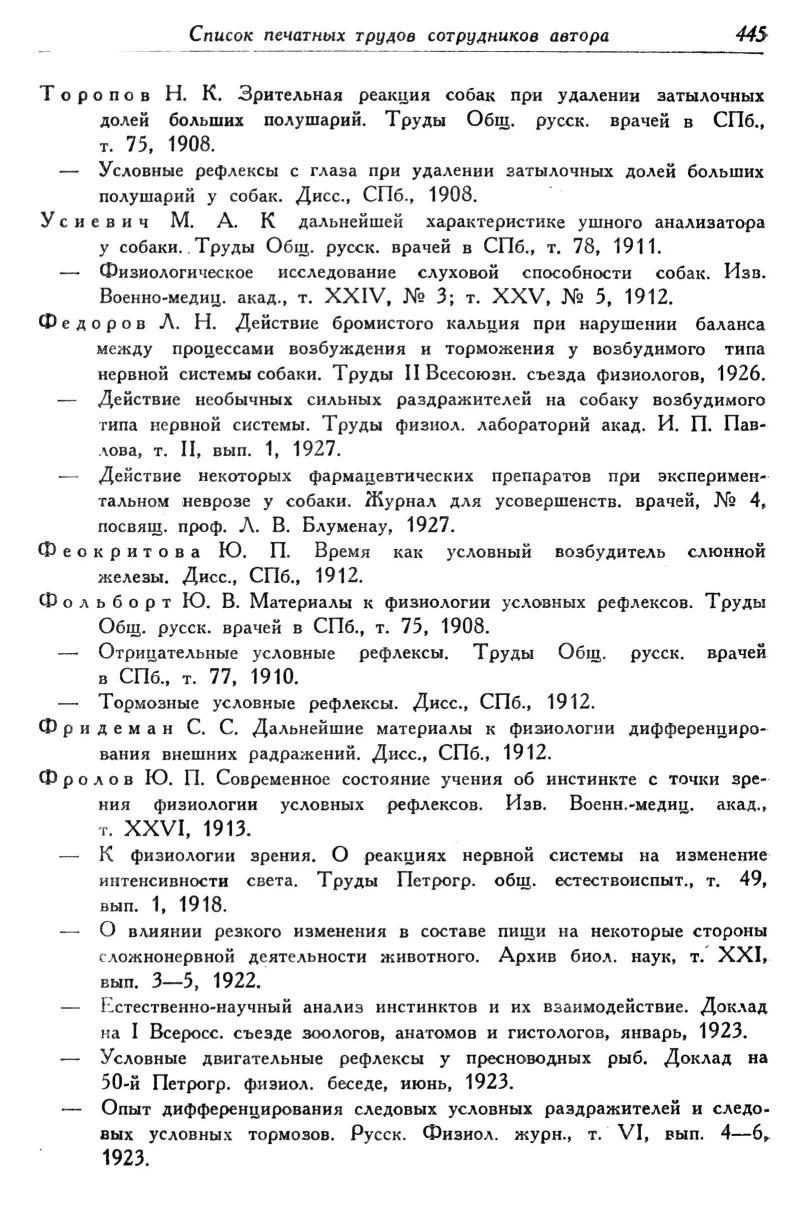 Список печатных трудов сотрудников автора 445
Торопов Н. К. Зрительная реакция собак при удалении затылочных
долей больших полушарий. Труды Общ. русск. врачей в СПб.,
т. 75, 1908.
— Условные рефлексы с глаза при удалении затылочных долей больших
полушарий у собак. Дисс., СПб., 1908.
Усиевич М. А. К дальнейшей характеристике ушного анализатора
у собаки. Труды Общ. русск. врачей в СПб., т. 78, 1911.
— Физиологическое исследование слуховой способности собак. Изв.
Военно-медиц. акад., т. XXIV, № 3; т. XXV, № 5, 1912.
Федоров Л. Н. Действие бромистого кальция при нарушении баланса
между процессами возбуждения и торможения у возбудимого типа
нервной системы собаки. Труды II Всесоюзн. съезда физиологов, 1926.
— Действие необычных сильных раздражителей на собаку возбудимого
типа нервной системы. Труды физиол. лабораторий акад. И. П. Пав-
лова, т. II, вып. 1, 1927.
— Действие некоторых фармацевтических препаратов при эксперимен-
тальном неврозе у собаки. Журнал для усовершенств. врачей, № 4,
посвящ. проф. Л. В. Блуменау, 1927.
Феокритова Ю. П. Время как условный возбудитель слюнной
железы. Дисс., СПб., 1912.
Фольборт Ю. В. Материалы к физиологии условных рефлексов. Труды
Общ. русск. врачей в СПб., т. 75, 1908.
— Отрицательные условные рефлексы. Труды Общ. русск. врачей
в СПб., т. 77, 1910.
— Тормозные условные рефлексы. Дисс., СПб., 1912.
Фридеман С. С. Дальнейшие материалы к физиологии дифференциро-
вания внешних радражений. Дисс., СПб., 1912.
Фролов Ю. П. Современное состояние учения об инстинкте с точки зре-
ния физиологии условных рефлексов. Изв. Военн.-медиц. акад.,
т. XXVI, 1913.
— К физиологии зрения. О реакциях нервной системы на изменение
интенсивности света. Труды Петрогр. общ. естествоиспыт., т. 49,
вып. 1, 1918.
— О влиянии резкого изменения в составе пищи на некоторые стороны
сложнонервной деятельности животного. Архив биол. наук, т. XXI,
вып. 3—5, 1922.
— Естественно-научный анализ инстинктов и их взаимодействие. Доклад
на I Всеросс. съезде зоологов, анатомов и гистологов, январь, 1923.
— Условные двигательные рефлексы у пресноводных рыб. Доклад на
50-й Петрогр. физиол. беседе, июнь, 1923.
— Опыт дифференцирования следовых условных раздражителей и следо-
вых условных тормозов. Русск. Физиол. журн., т. VI, вып. 4—6,
1923.